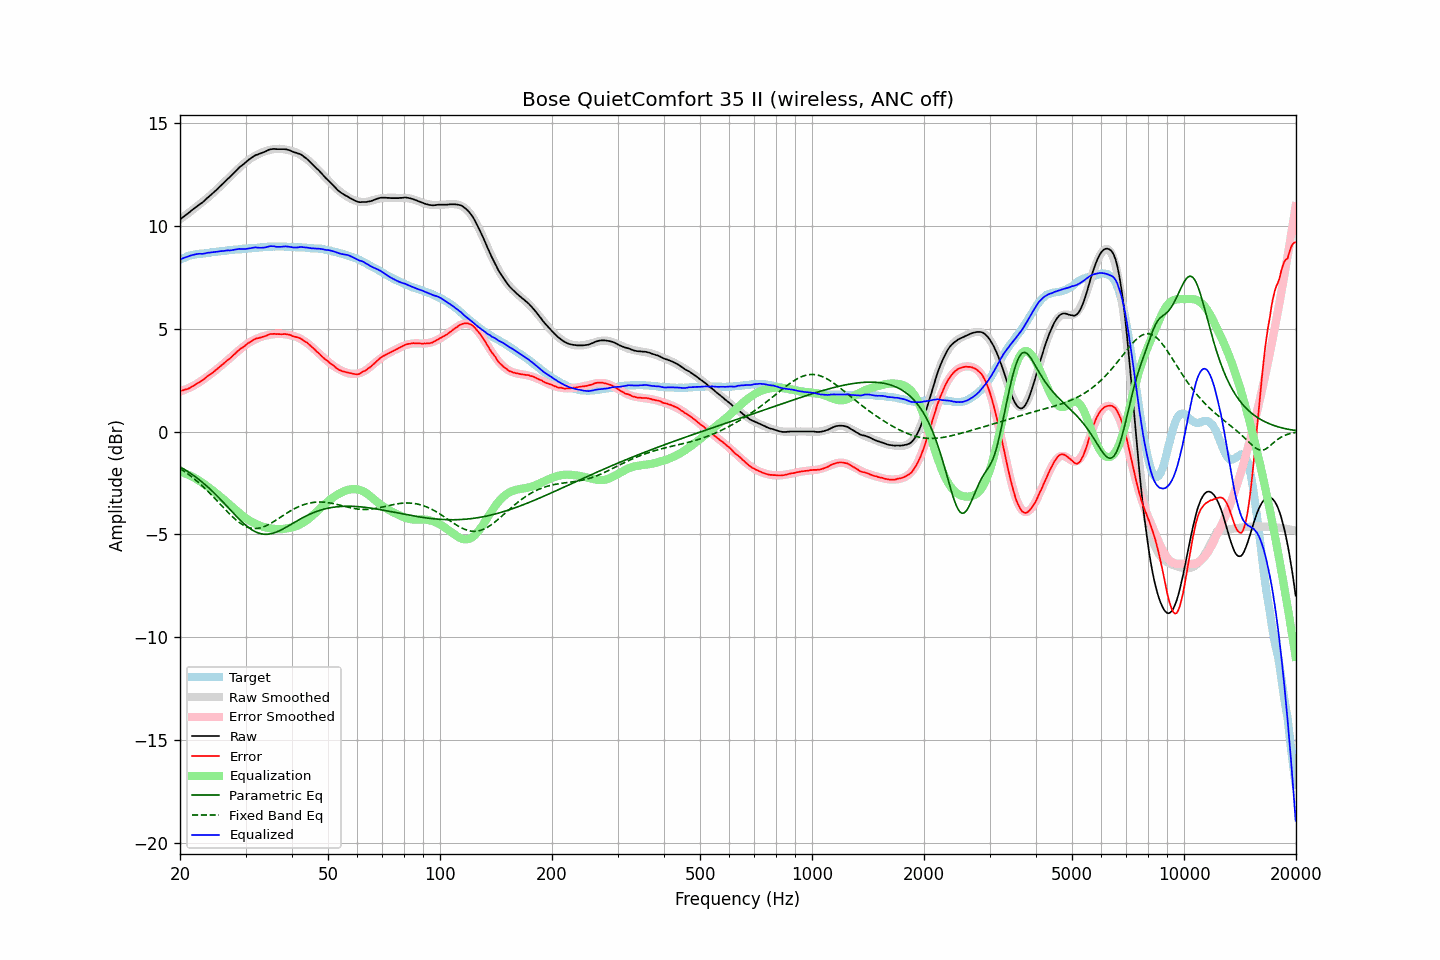 Bose QuietComfort 35 II (wireless, ANC off)
15
10
5
0
−5
−10
−15
−20
Amplitude (dBr)
Target
Raw Smoothed
Error Smoothed
Raw
Error
Equalization
Parametric Eq
Fixed Band Eq
Equalized
20 50 100 200 500 1000 2000 5000 10000 20000
Frequency (Hz)